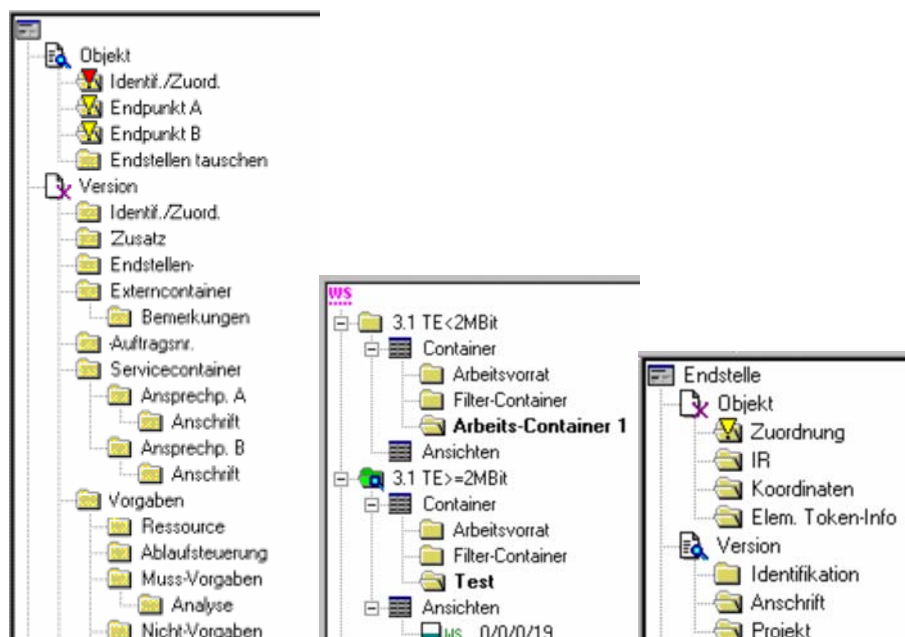 Objekt
Identif./Zuord.
Endpunkt A
Endpunkt B
Endstellen tauschen
Version
Identif./Zuord.
Zusatz
Endstellen-
Externcontainer
Bemerkungen
Auftragsnr.
Servicecontainer
Ansprechp. A
Anschrift
Ansprechp. B
Anschrift
Vorgaben
Ressource
Ablaufsteuerung
Muss-Vorgaben
Analyse
Nicht-Vorgaben
WS
3.1 TE<2MBit
Container
Arbeitsvorrat
Filter-Container
Arbeits-Container 1
Ansichten
3.1 TE>=2MBit
Container
Arbeitsvorrat
Filter-Container
Test
Ansichten
WS 0/0/0/19
Endstelle
Objekt
Zuordnung
IR
Koordinaten
Elem. Token-Info
Version
Identifikation
Anschrift
Projekt